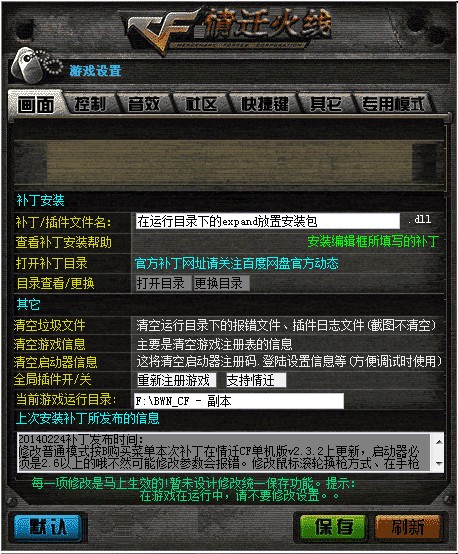 CF 情迁火线
MERCENARY FORCES CORPORATION
游戏设置
画面 控制 音效 社区 快捷键 其它 专用模式
补丁安装
补丁/插件文件名: 在运行目录下的expand放置安装包 .dll
查看补丁安装帮助 安装编辑框所填写的补丁
打开补丁目录 官方补丁网址请关注百度网盘官方动态
目录查看/更换 打开目录 更换目录
其它
清空垃圾文件 清空运行目录下的报错文件、插件日志文件(截图不清空)
清空游戏信息 主要是清空游戏注册表的信息
清空启动器信息 这将清空启动器注册码.登陆设置信息等(方便调试时使用)
全局插件开/关 重新注册游戏 支持情迁
当前游戏运行目录: F:\BWN_CF - 副本
上次安装补丁所发布的信息
20140224补丁发布时间:
修改普通模式按B购买菜单本次补丁在情迁CF单机版v2.3.2上更新，启动器必
须是2.6以上的哦不然可能修改参数会报错。修改鼠标滚轮换枪方式、在手枪
每一项修改是马上生效的!暂未设计修改统一保存功能。提示:
在游戏在运行中，请不要修改设置。。
默认 保存 刷新